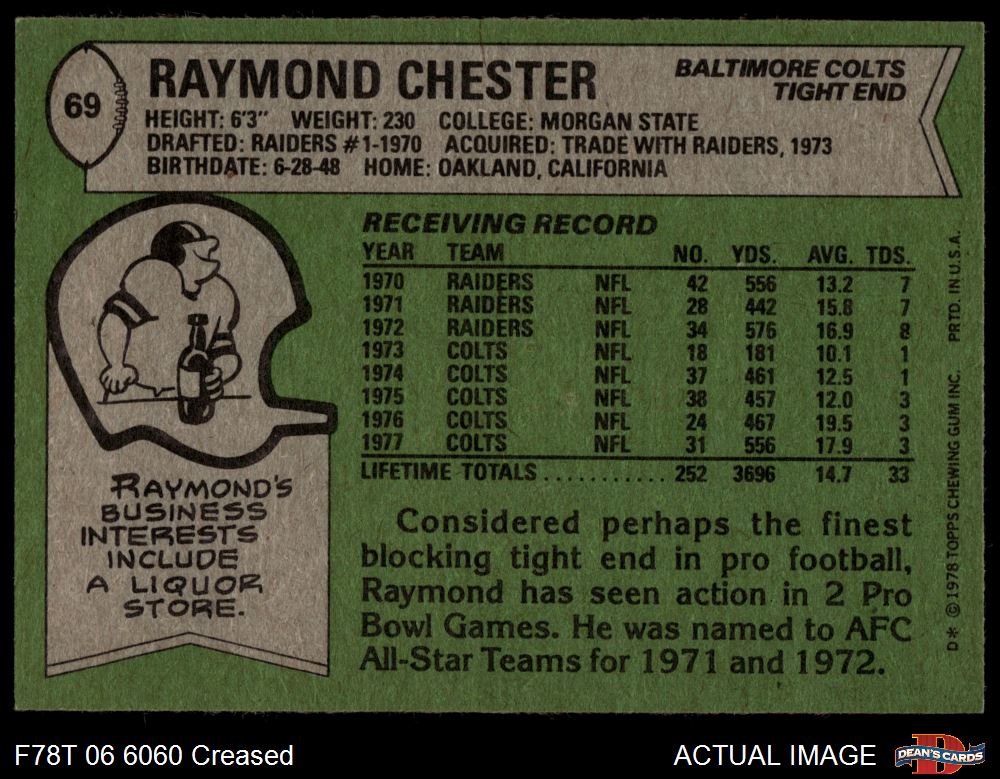 69
RAYMOND CHESTER
BALTIMORE COLTS
TIGHT END
HEIGHT: 6'3" WEIGHT: 230 COLLEGE: MORGAN STATE
DRAFTED: RAIDERS #1-1970 ACQUIRED: TRADE WITH RAIDERS, 1973
BIRTHDATE: 6-28-48 HOME: OAKLAND, CALIFORNIA
RECEIVING RECORD
YEAR TEAM NO. YDS. AVG. TDS.
1970 RAIDERS NFL 42 556 13.2 7
1971 RAIDERS NFL 28 442 15.8 7
1972 RAIDERS NFL 34 576 16.9 8
1973 COLTS NFL 18 181 10.1 1
1974 COLTS NFL 37 461 12.5 1
1975 COLTS NFL 38 457 12.0 3
1976 COLTS NFL 24 467 19.5 3
1977 COLTS NFL 31 556 17.9 3
LIFETIME TOTALS .......... 252 3696 14.7 33
RAYMOND'S
BUSINESS
INTERESTS
INCLUDE
A LIQUOR
STORE.
Considered perhaps the finest
blocking tight end in pro football,
Raymond has seen action in 2 Pro
Bowl Games. He was named to AFC
All-Star Teams for 1971 and 1972.
D* © 1978 TOPPS CHEWING GUM INC. PRTD. IN U.S.A.
F78T 06 6060 Creased
ACTUAL IMAGE
DEAN'S CARDS